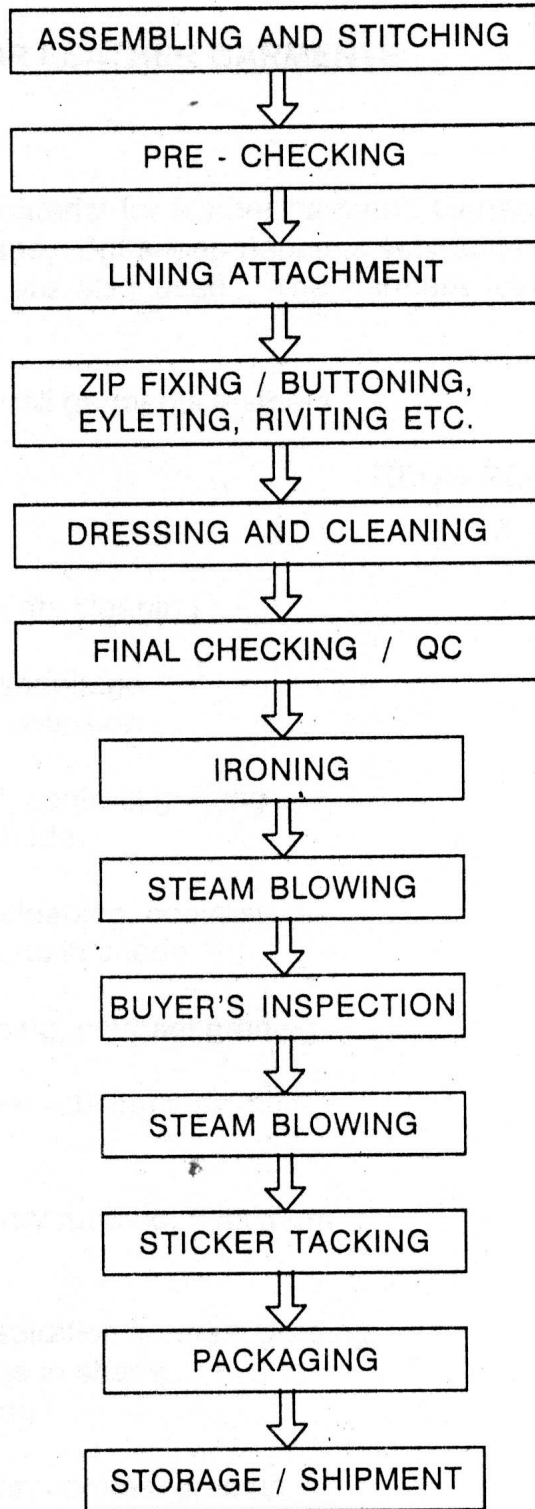 ASSEMBLING AND STITCHING
PRE - CHECKING
LINING ATTACHMENT
ZIP FIXING / BUTTONING,
EYLETING, RIVITING ETC.
DRESSING AND CLEANING
FINAL CHECKING / QC
IRONING
STEAM BLOWING
BUYER'S INSPECTION
STEAM BLOWING
STICKER TACKING
PACKAGING
STORAGE / SHIPMENT